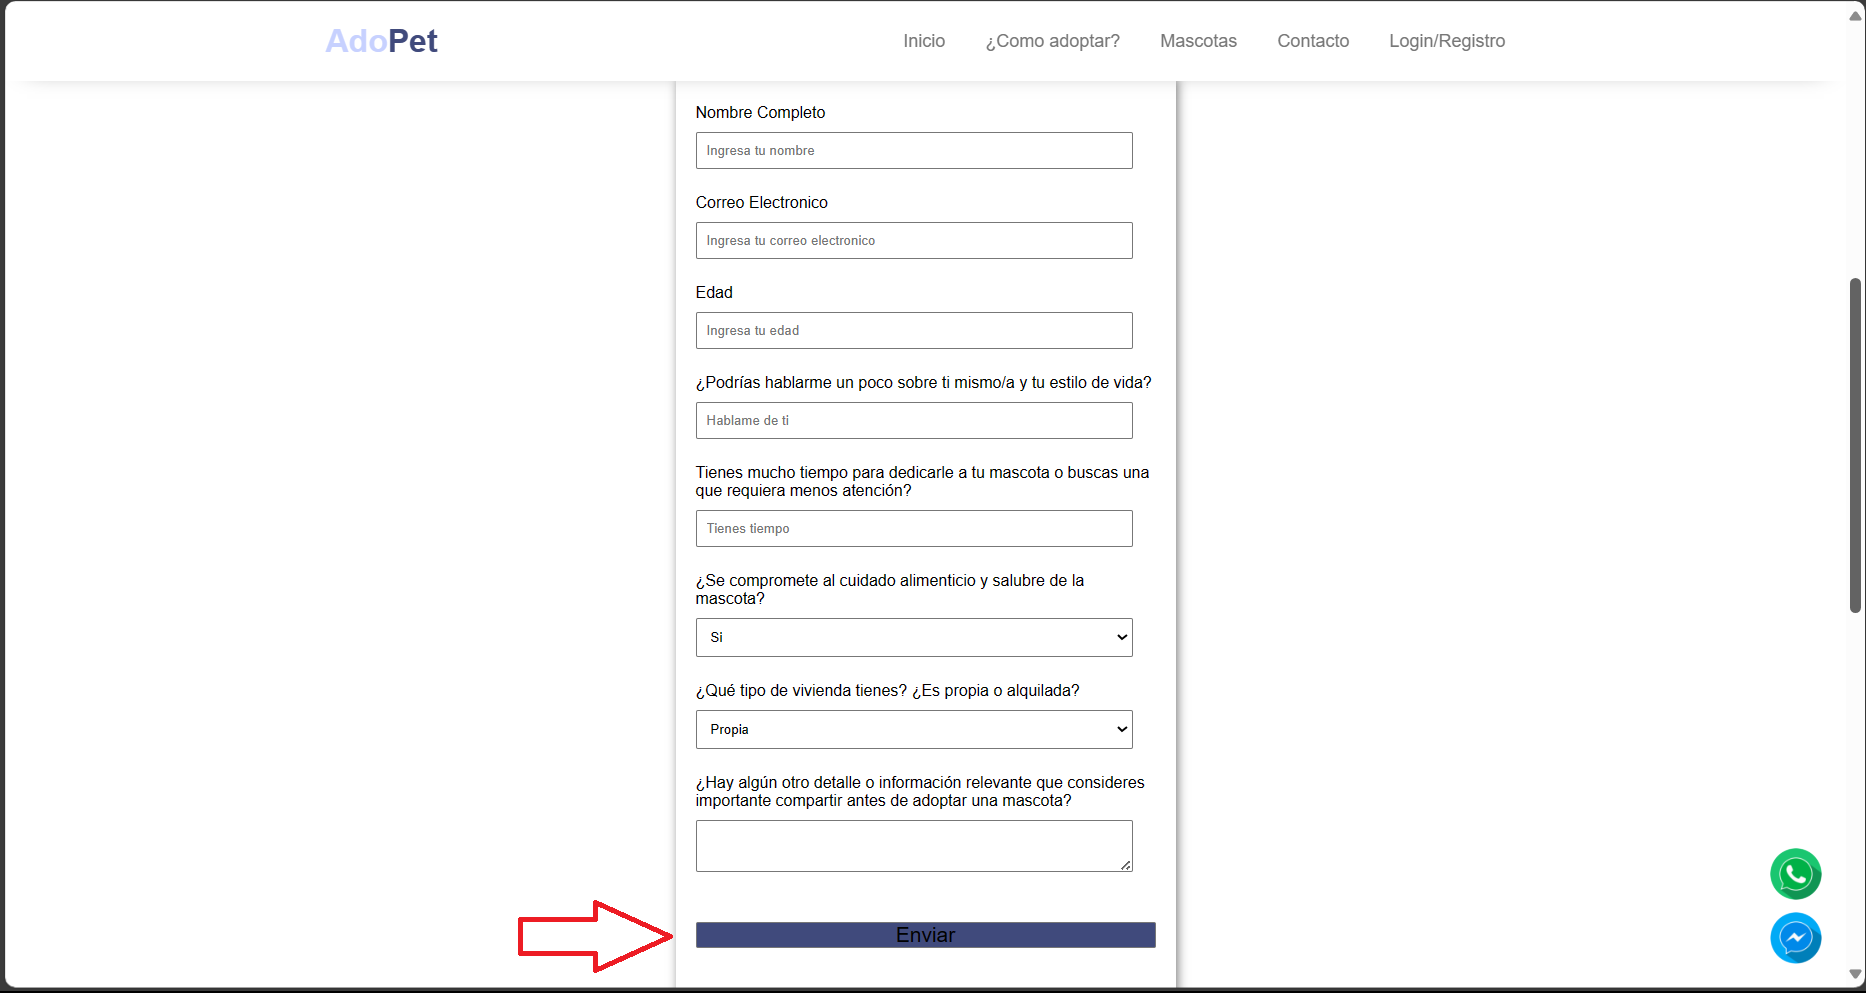 AdoPet
Inicio ¿Como adoptar? Mascotas Contacto Login/Registro
Nombre Completo
Ingresa tu nombre
Correo Electronico
Ingresa tu correo electronico
Edad
Ingresa tu edad
¿Podrías hablarme un poco sobre ti mismo/a y tu estilo de vida?
Hablame de ti
Tienes mucho tiempo para dedicarle a tu mascota o buscas una
que requiera menos atención?
Tienes tiempo
¿Se compromete al cuidado alimenticio y salubre de la
mascota?
Si
¿Qué tipo de vivienda tienes? ¿Es propia o alquilada?
Propia
¿Hay algún otro detalle o información relevante que consideres
importante compartir antes de adoptar una mascota?
Enviar